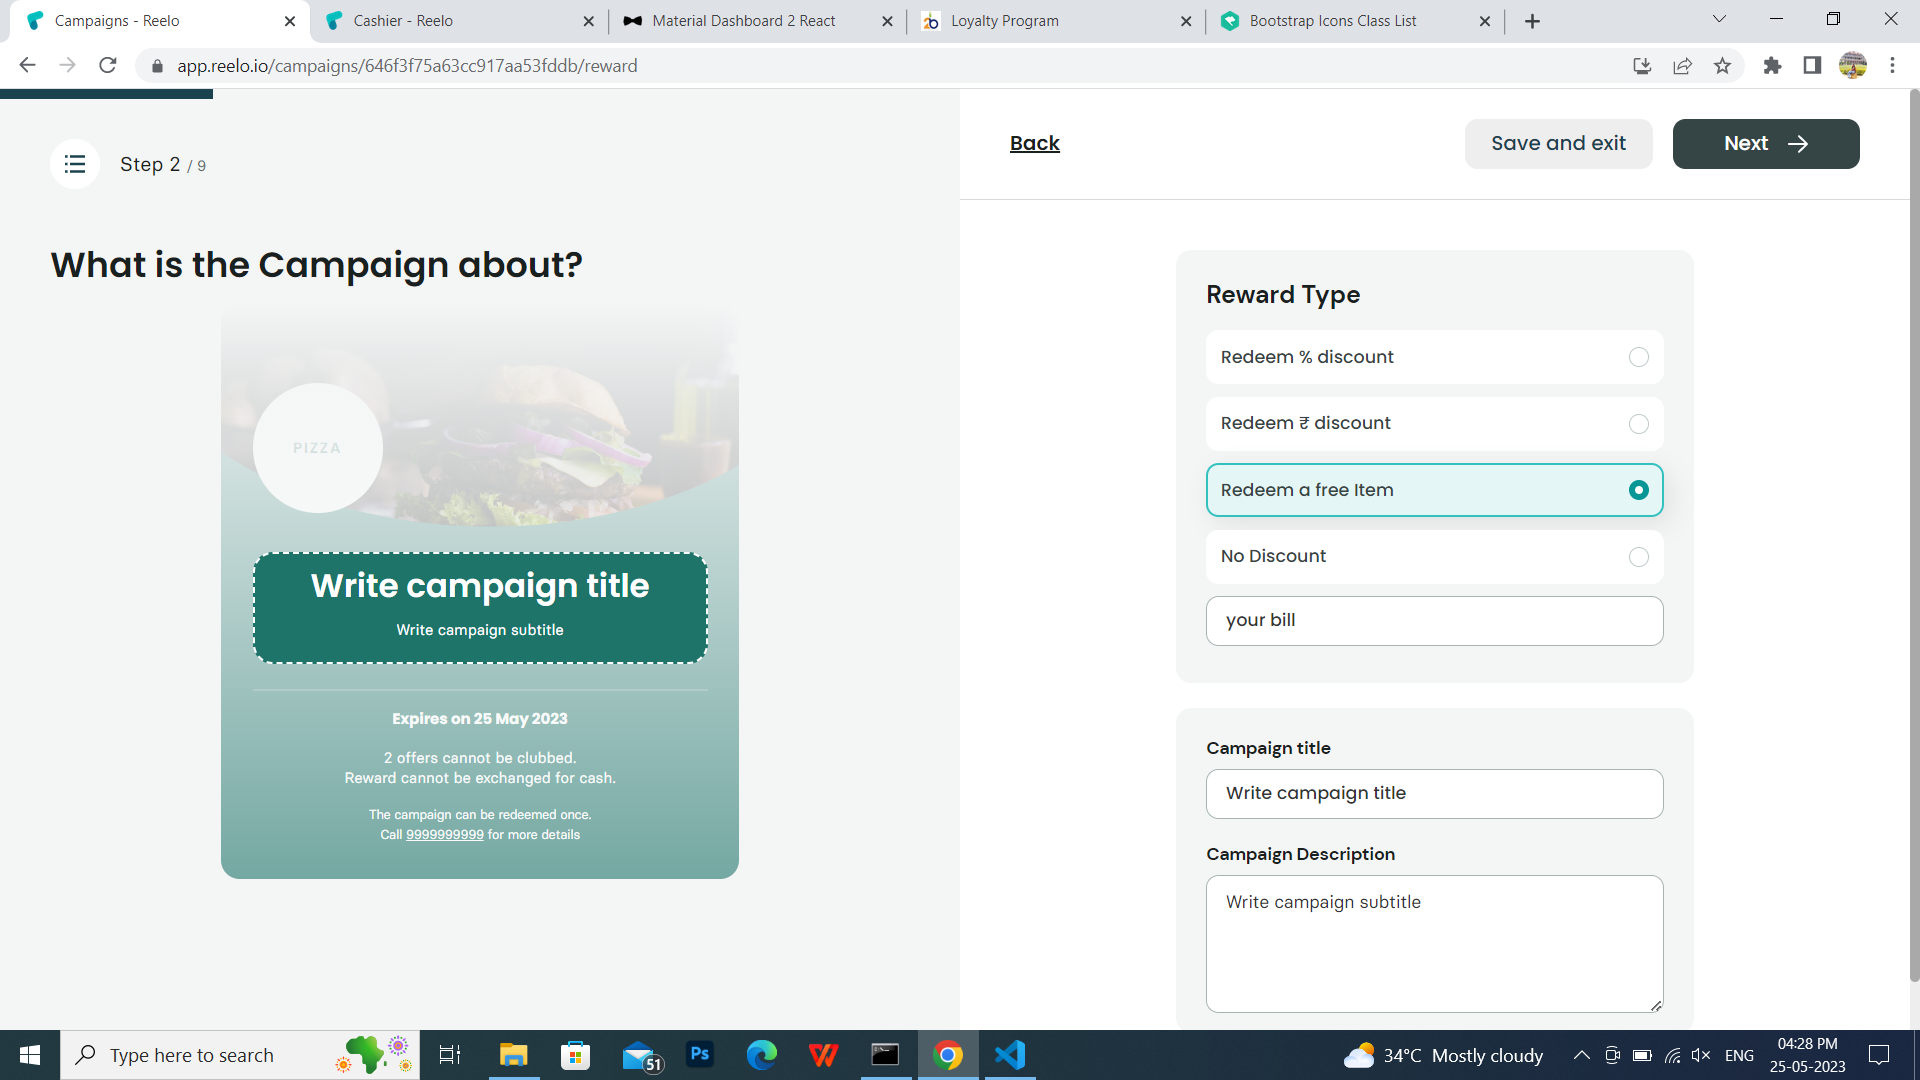 Campaigns - Reelo
Cashier - Reelo
Material Dashboard 2 React
Loyalty Program
Bootstrap Icons Class List
app.reelo.io/campaigns/646f3f75a63cc917aa53fddb/reward
Step 2 / 9
Back
Save and exit
Next
What is the Campaign about?
PIZZA
Write campaign title
Write campaign subtitle
Expires on 25 May 2023
2 offers cannot be clubbed.
Reward cannot be exchanged for cash.
The campaign can be redeemed once.
Call 9999999999 for more details
Reward Type
Redeem % discount
Redeem ₹ discount
Redeem a free Item
No Discount
your bill
Campaign title
Write campaign title
Campaign Description
Write campaign subtitle
Type here to search
51
Ps
34°C Mostly cloudy
ENG
04:28 PM
25-05-2023